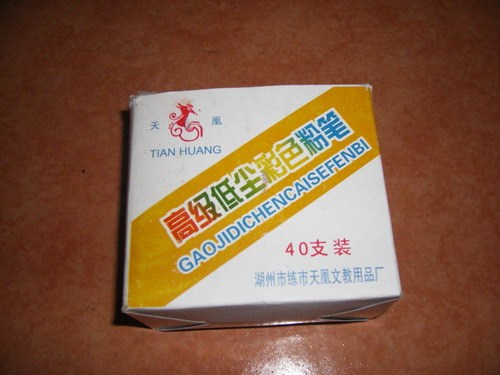 天凰
TIAN HUANG
高级低尘彩色粉笔
GAOJIDICHENCAISEFENBI
40支装
湖州市练市天凰文教用品厂